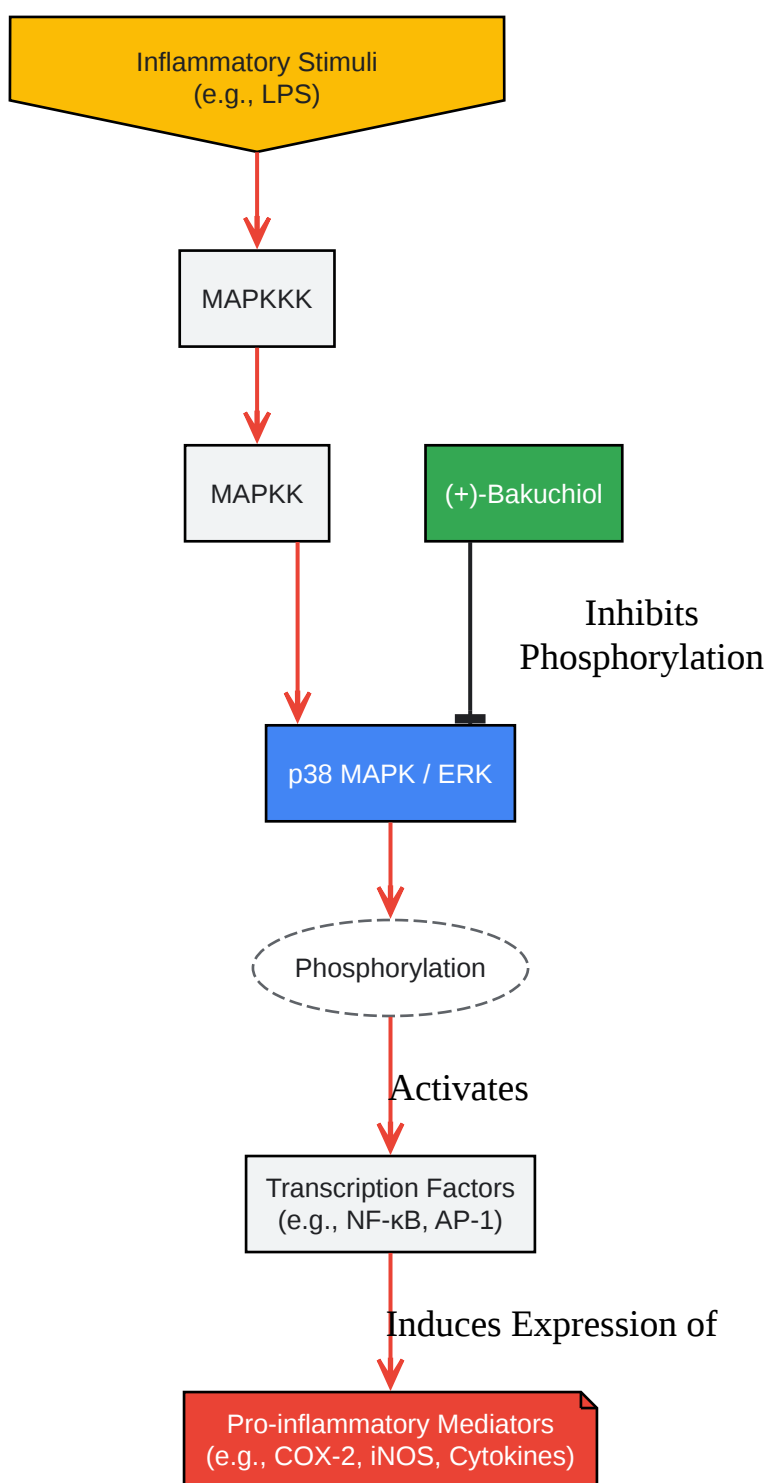 Inflammatory Stimuli
(e.g., LPS)
MAPKKK
MAPKK
(+)-Bakuchiol
Inhibits
Phosphorylation
p38 MAPK / ERK
Phosphorylation
Activates
Transcription Factors
(e.g., NF-κB, AP-1)
Induces Expression of
Pro-inflammatory Mediators
(e.g., COX-2, iNOS, Cytokines)